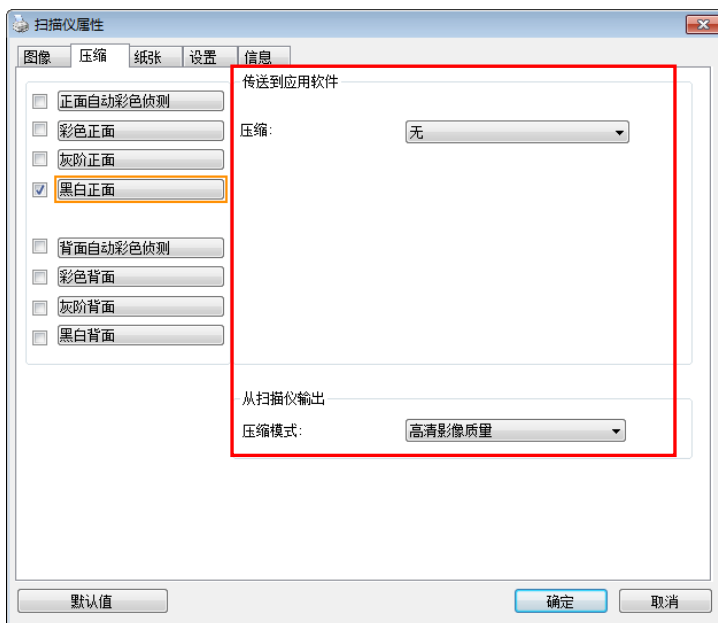 扫描仪属性
图像 压缩 纸张 设置 信息
传送到应用软件
正面自动彩色侦测
彩色正面
压缩: 无
灰阶正面
黑白正面
背面自动彩色侦测
彩色背面
灰阶背面
黑白背面
从扫描仪输出
压缩模式: 高清影像质量
默认值 确定 取消